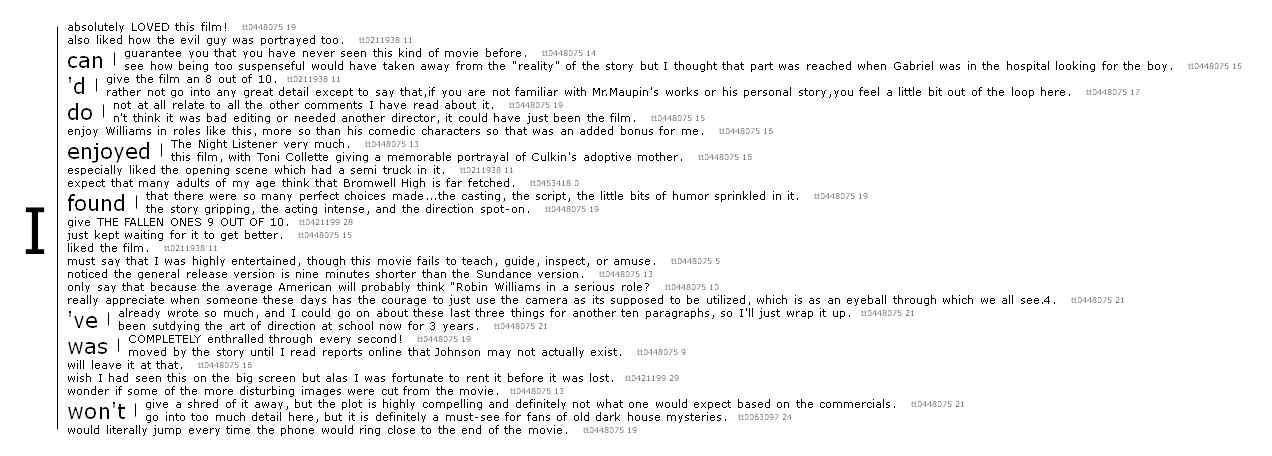 I
absolutely LOVED this film! tt0448075 19
also liked how the evil guy was portrayed too. tt0211938 11
can
guarantee you that you have never seen this kind of movie before. tt0448075 14
see how being too suspenseful would have taken away from the "reality" of the story but I thought that part was reached when Gabriel was in the hospital looking for the boy. tt0448075 15
'd
give the film an 8 out of 10. tt0211938 11
rather not go into any great detail except to say that,if you are not familiar with Mr.Maupin's works or his personal story,you feel a little bit out of the loop here. tt0448075 17
do
not at all relate to all the other comments I have read about it. tt0448075 19
n't think it was bad editing or needed another director, it could have just been the film. tt0448075 15
enjoy Williams in roles like this, more so than his comedic characters so that was an added bonus for me. tt0448075 16
enjoyed
The Night Listener very much. tt0448075 13
this film, with Toni Collette giving a memorable portrayal of Culkin's adoptive mother. tt0448075 16
especially liked the opening scene which had a semi truck in it. tt0211938 11
expect that many adults of my age think that Bromwell High is far fetched. tt0453418 0
found
that there were so many perfect choices made...the casting, the script, the little bits of humor sprinkled in it. tt0448075 19
the story gripping, the acting intense, and the direction spot-on. tt0448075 19
give THE FALLEN ONES 9 OUT OF 10. tt0421199 28
just kept waiting for it to get better. tt0448075 15
liked the film. tt0211938 11
must say that I was highly entertained, though this movie fails to teach, guide, inspect, or amuse. tt0448075 5
noticed the general release version is nine minutes shorter than the Sundance version. tt0448075 13
only say that because the average American will probably think "Robin Williams in a serious role? tt0448075 10
really appreciate when someone these days has the courage to just use the camera as its supposed to be utilized, which is as an eyeball through which we all see.4. tt0448075 21
've
already wrote so much, and I could go on about these last three things for another ten paragraphs, so I'll just wrap it up. tt0448075 21
been sutdying the art of direction at school now for 3 years. tt0448075 21
was
COMPLETELY enthralled through every second! tt0448075 19
moved by the story until I read reports online that Johnson may not actually exist. tt0448075 9
will leave it at that. tt0448075 16
wish I had seen this on the big screen but alas I was fortunate to rent it before it was lost. tt0421199 29
wonder if some of the more disturbing images were cut from the movie. tt0448075 13
won't
give a shred of it away, but the plot is highly compelling and definitely not what one would expect based on the commercials. tt0448075 21
go into too much detail here, but it is definitely a must-see for fans of old dark house mysteries. tt0053097 24
would literally jump every time the phone would ring close to the end of the movie. tt0448075 19